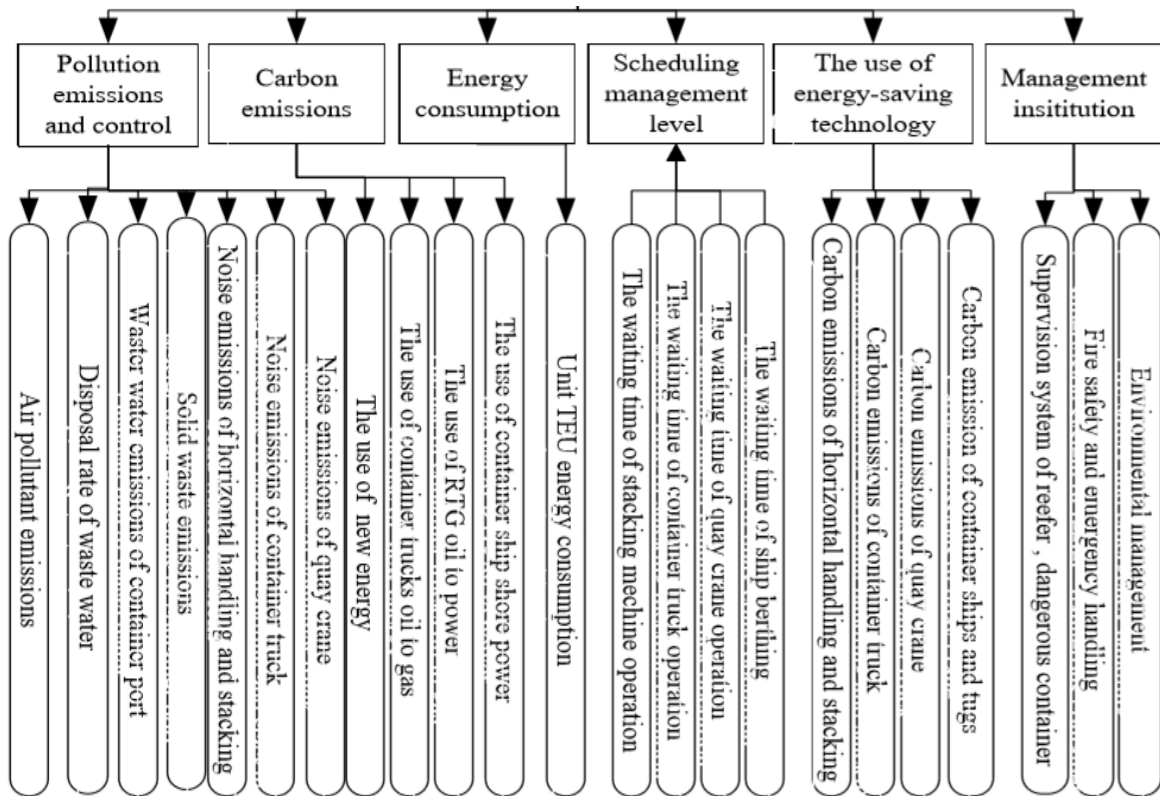 Pollution
emissions
and control
Carbon
emissions
Energy
consumption
Scheduling
management
level
The use of
energy-saving
technology
Management
insititution
Air pollutant emissions
Disposal rate of waste water
Waster water emissions of container port
Solid waste emissions
Noise emissions of horizontal handling and stacking
Noise emissions of container truck
Noise emissions of quay crane
The use of new energy
The use of container trucks oil to gas
The use of RTG oil to power
The use of container ship shore power
Unit TEU energy consumption
The waiting time of stacking mechine operation
The waiting time of container truck operation
The waiting time of quay crane operation
The waiting time of ship berthing
Carbon emissions of horizontal handling and stacking
Carbon emissions of container truck
Carbon emissions of quay crane
Carbon emission of container ships and tugs
Supervision system of reefer , dangerous container
Fire safety and emergency handling
Environmental management